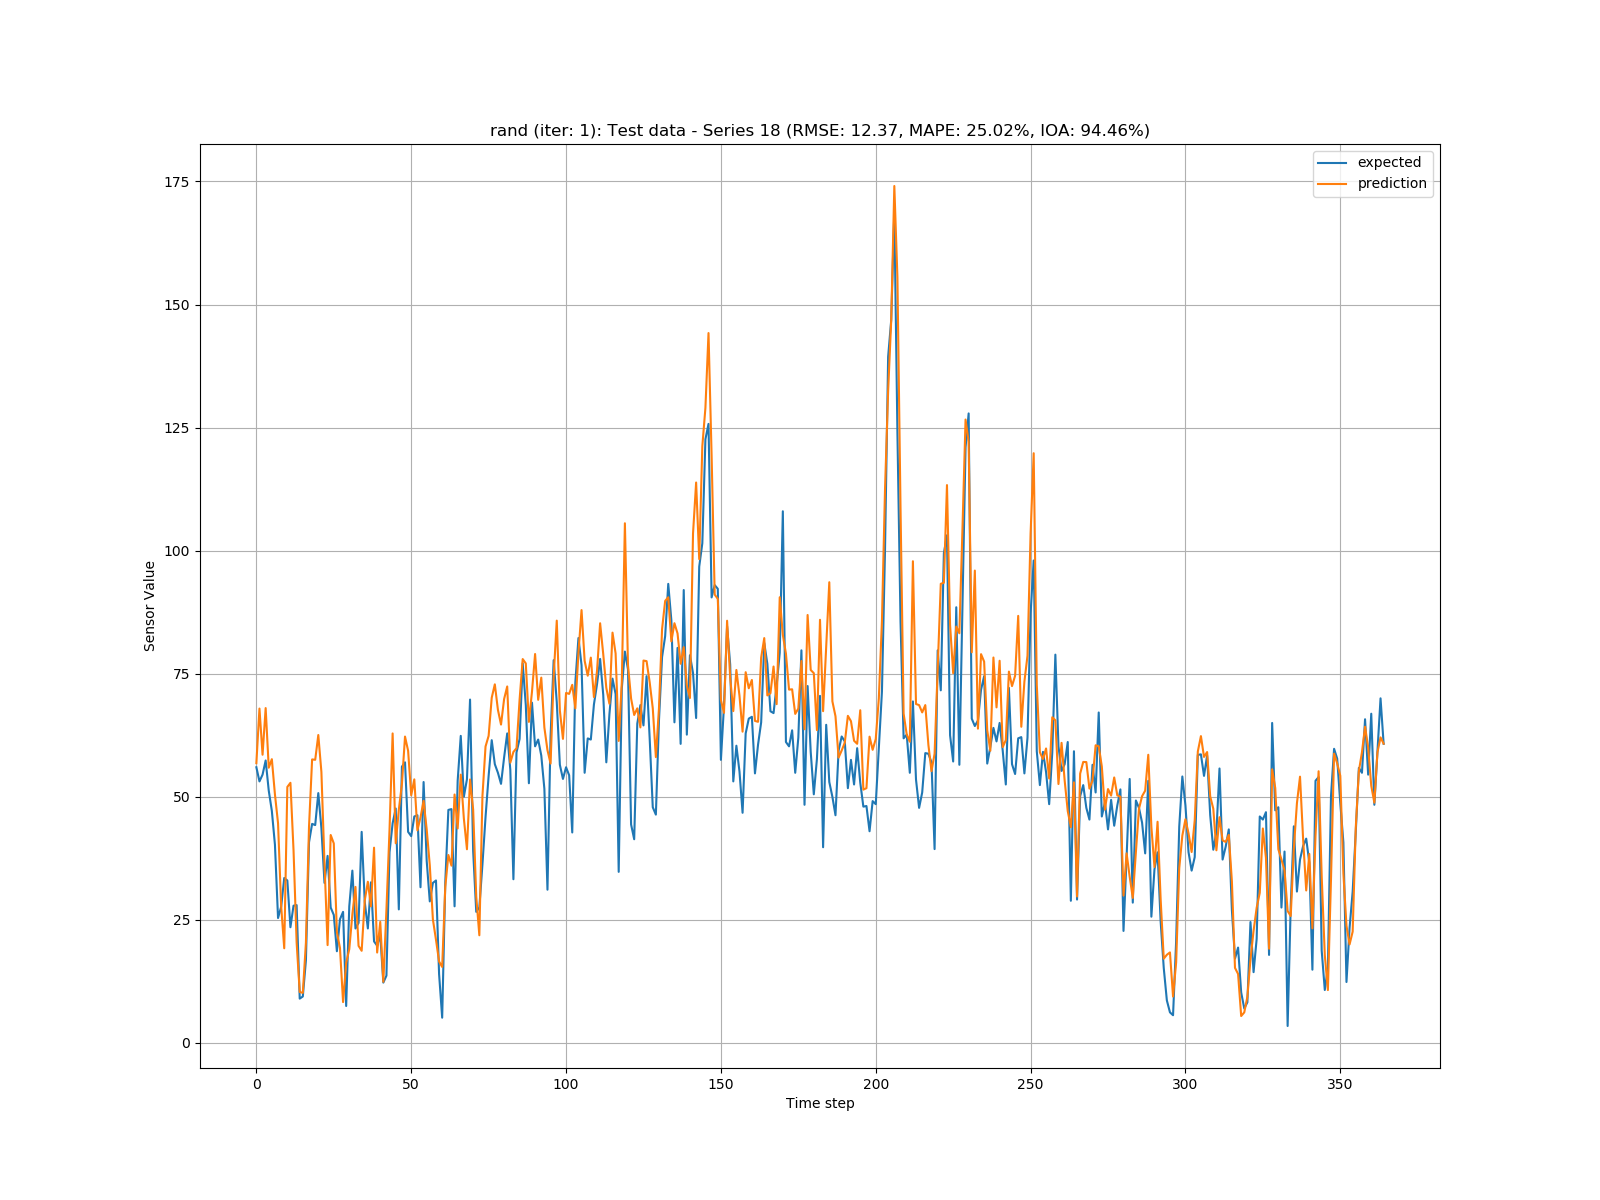 rand (iter: 1): Test data - Series 18 (RMSE: 12.37, MAPE: 25.02%, IOA: 94.46%)
expected
prediction
175
150
125
100
75
50
25
0
Sensor Value
0 50 100 150 200 250 300 350
Time step